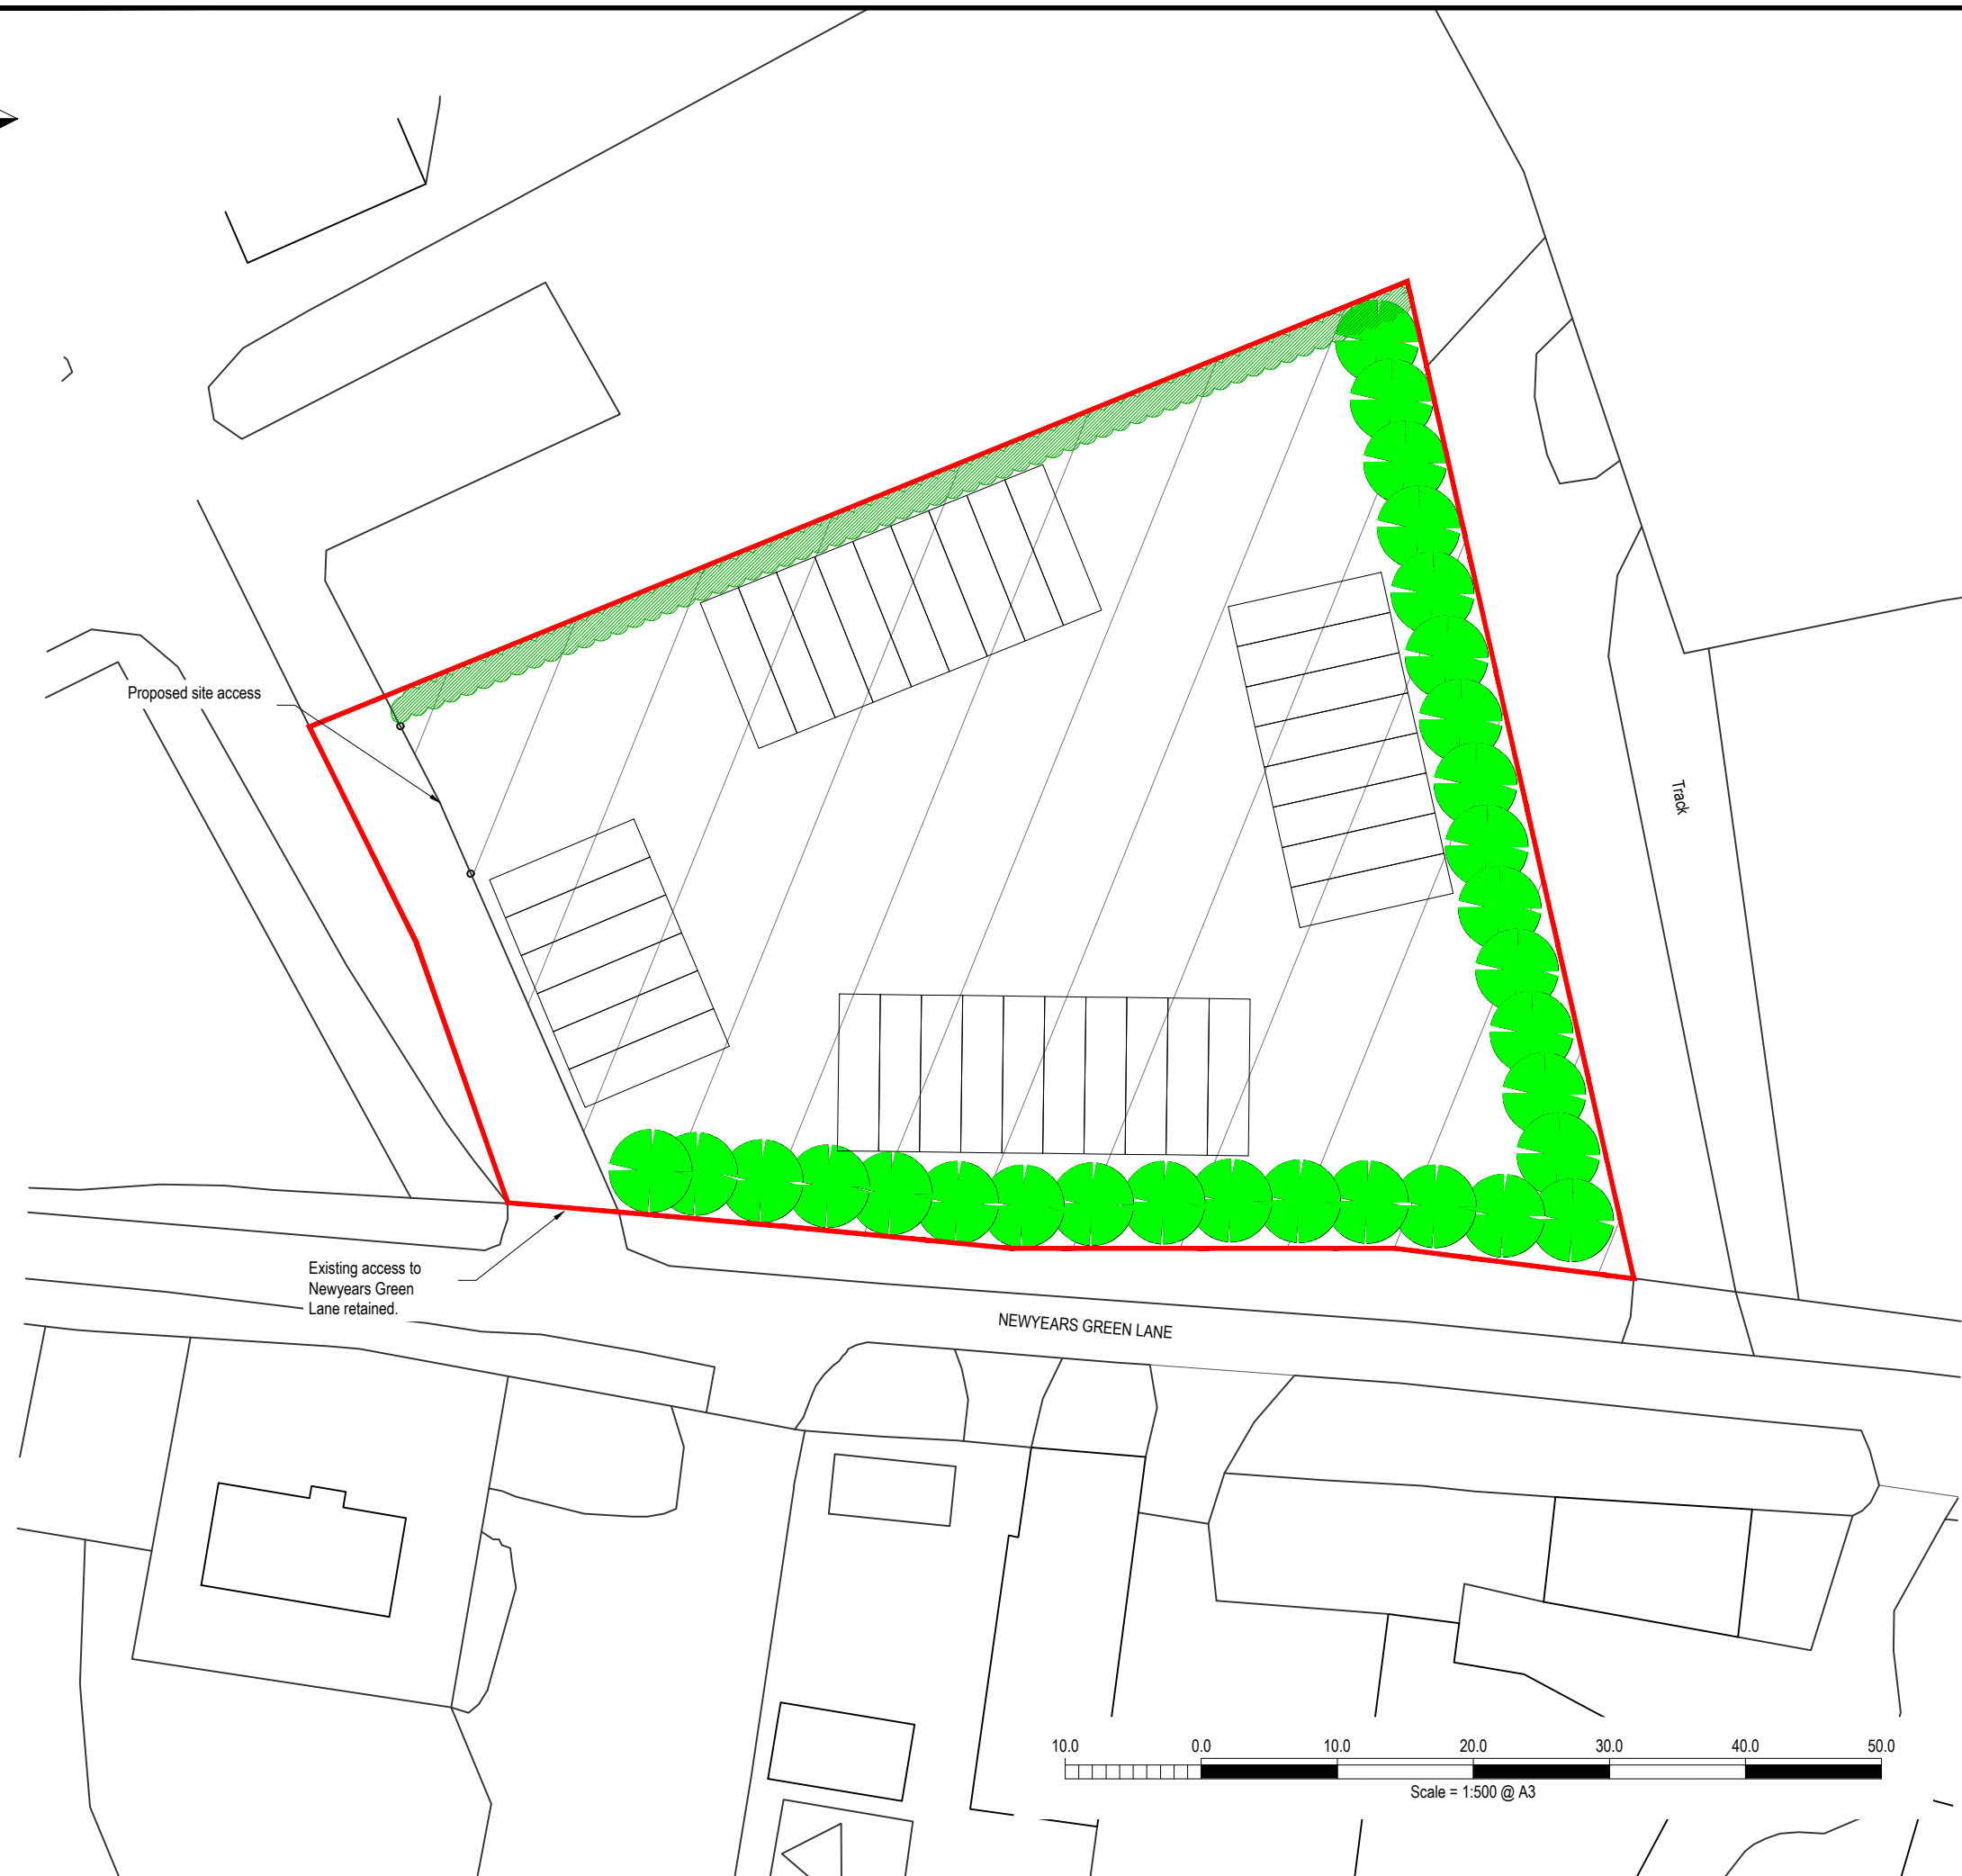 Proposed site access
Track
Existing access to
Newyears Green
Lane retained.
NEWYEARS GREEN LANE
10.0 0.0 10.0 20.0 30.0 40.0 50.0
Scale = 1:500 @ A3